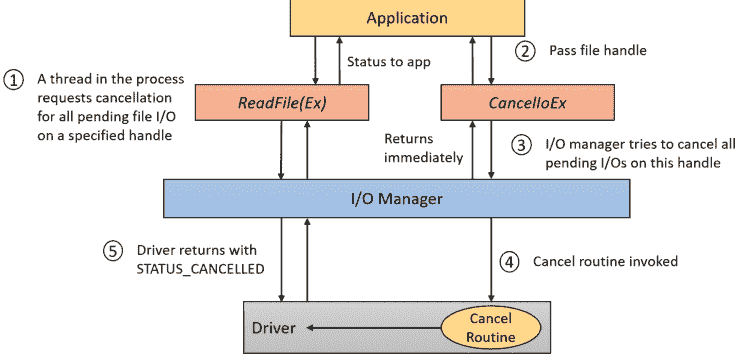 Application
Status to app
2 Pass file handle
1 A thread in the process
requests cancellation
for all pending file I/O
on a specified handle
ReadFile(Ex)
CancelIoEx
Returns
immediately
3 I/O manager tries to cancel all
pending I/Os on this handle
I/O Manager
5 Driver returns with
STATUS_CANCELLED
4 Cancel routine invoked
Driver
Cancel
Routine